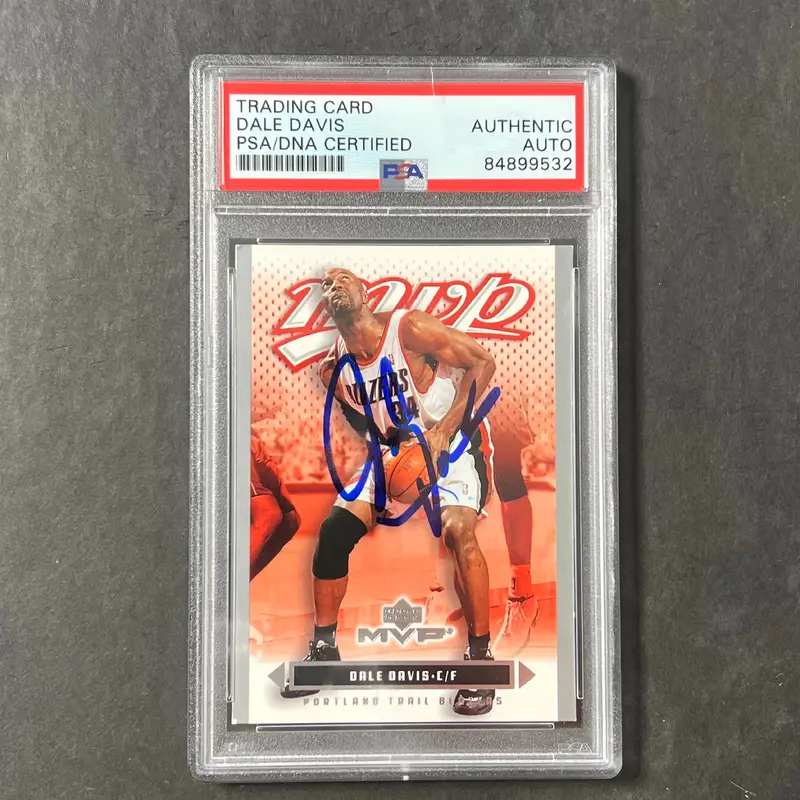 TRADING CARD
DALE DAVIS
PSA/DNA CERTIFIED
AUTHENTIC
AUTO
84899532
PSA
mvp
BLAZERS
34
UPPER DECK
MVP
DALE DAVIS•C/F
PORTLAND TRAIL BLAZERS
PSA